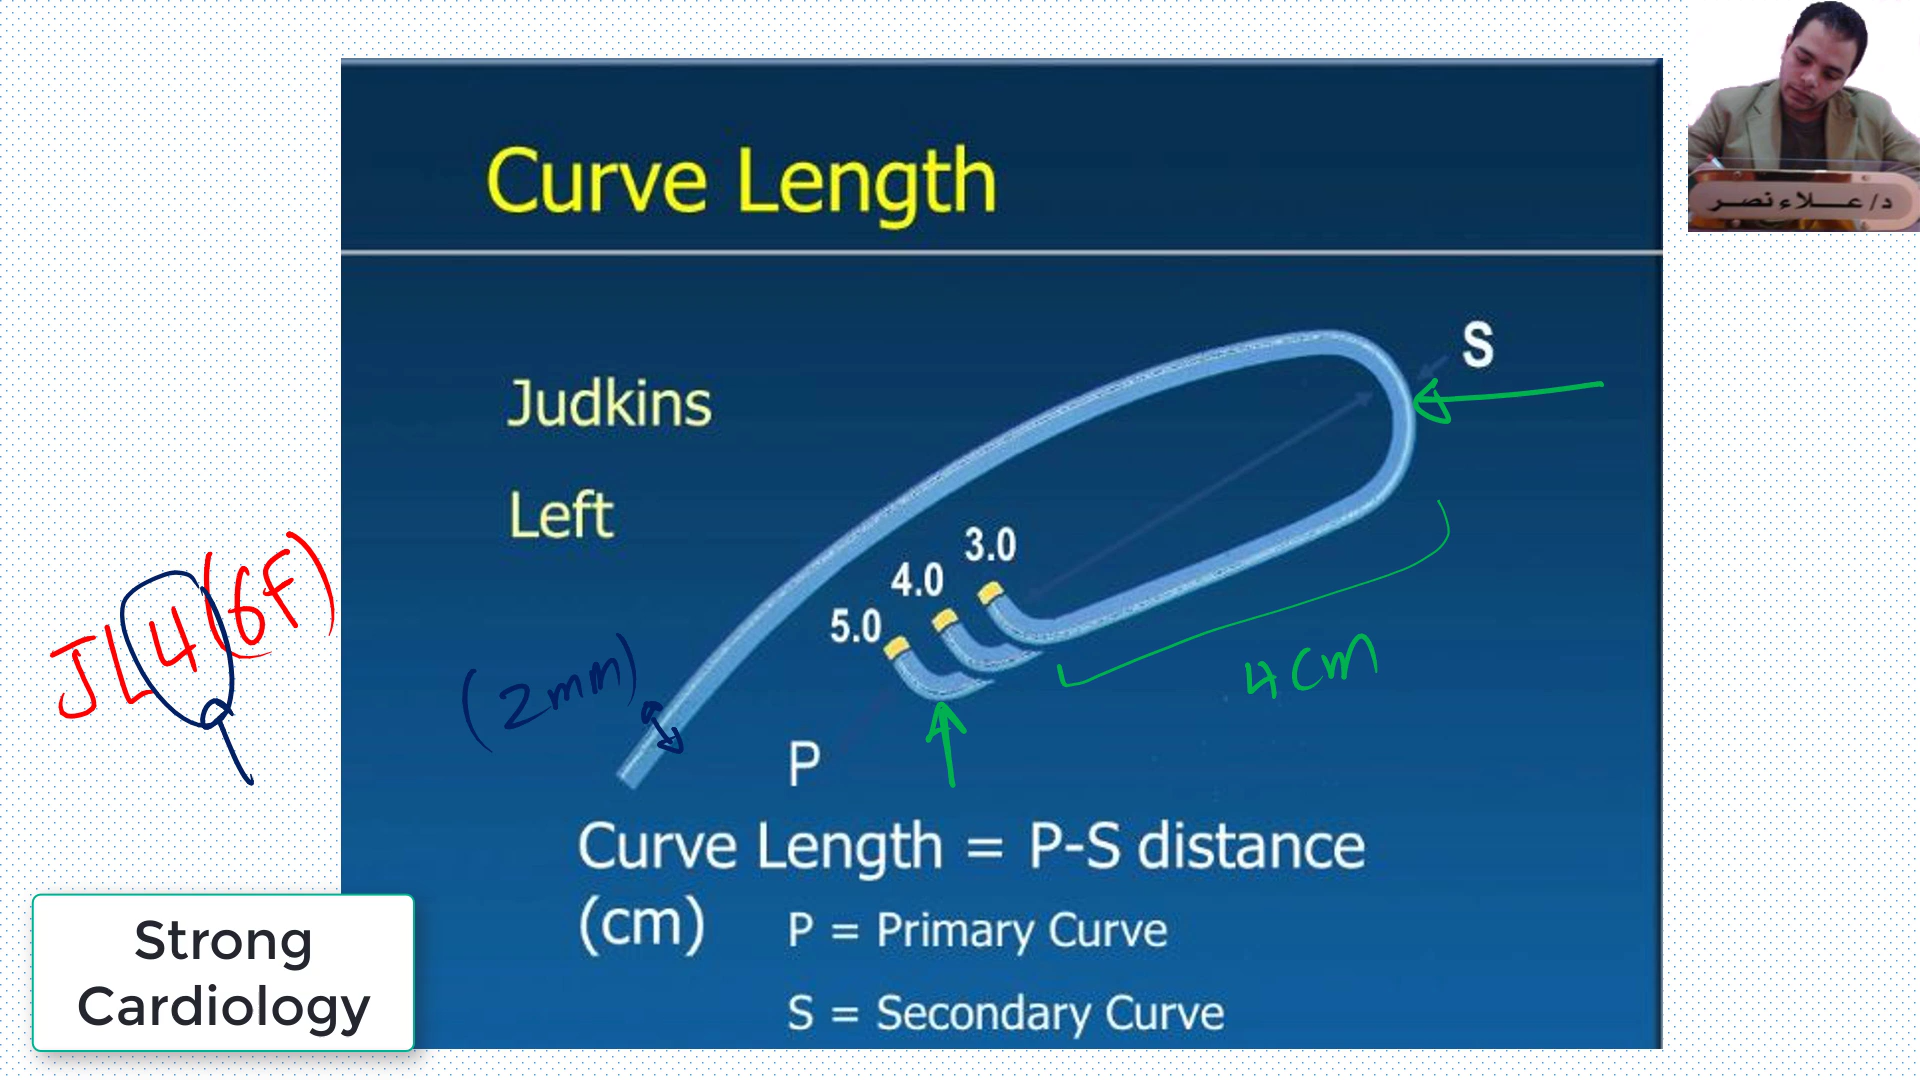 د/ عــلاء نصر
Curve Length
S
Judkins
Left
3.0
4.0
5.0
JL4 (6F)
(2mm)
4cm
P
Curve Length = P-S distance
(cm)
P = Primary Curve
S = Secondary Curve
Strong
Cardiology